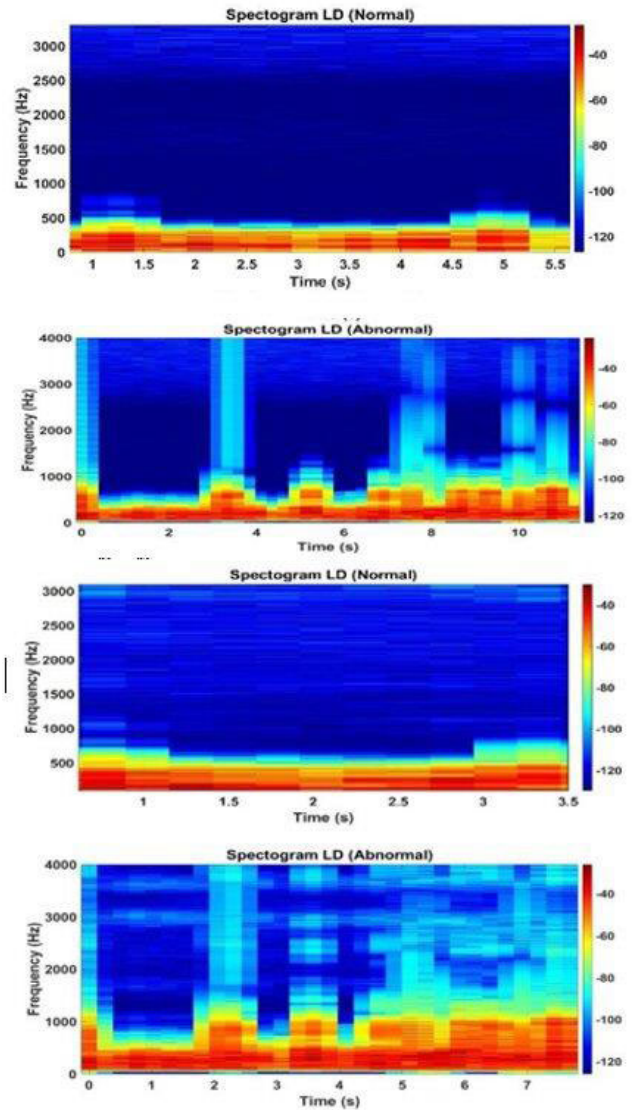 Spectogram LD (Normal)
Frequency (Hz)
3000
2500
2000
1500
1000
500
0
1 1.5 2 2.5 3 3.5 4 4.5 5 5.5
Time (s)
-40
-60
-80
-100
-120
Spectogram LD (Abnormal)
Frequency (Hz)
4000
3000
2000
1000
0
0 2 4 6 8 10
Time (s)
-40
-60
-80
-100
-120
Spectogram LD (Normal)
Frequency (Hz)
3000
2500
2000
1500
1000
500
1 1.5 2 2.5 3 3.5
Time (s)
-40
-60
-80
-100
-120
Spectogram LD (Abnormal)
Frequency (Hz)
4000
3000
2000
1000
0
0 1 2 3 4 5 6 7
Time (s)
-40
-60
-80
-100
-120